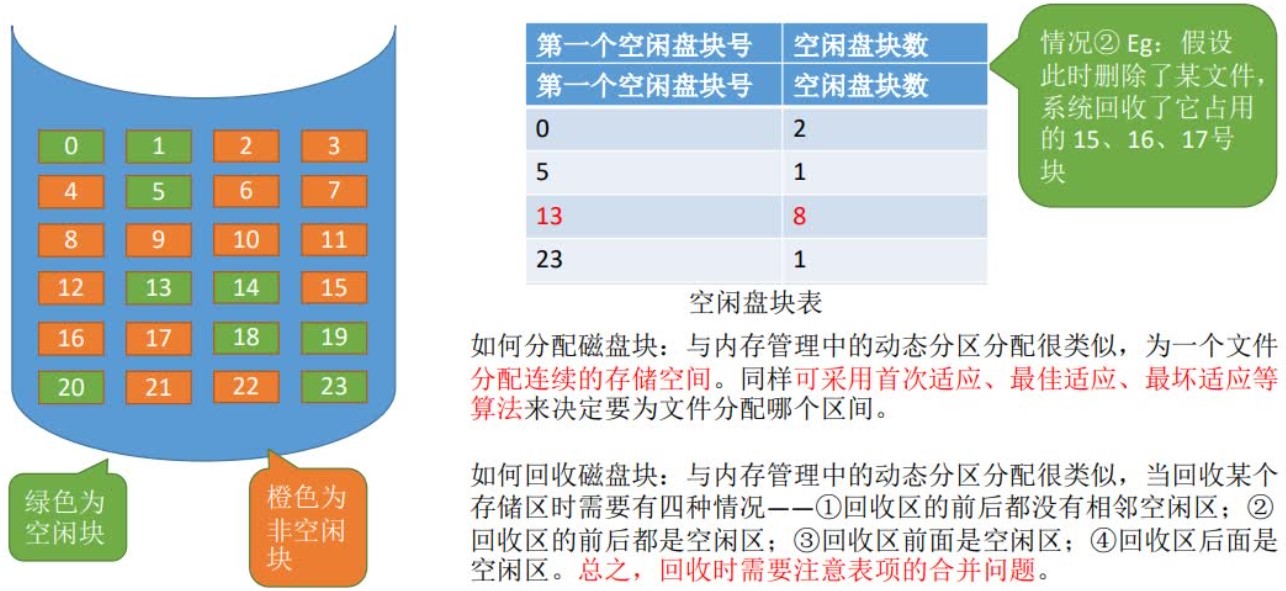 0 1 2 3
4 5 6 7
8 9 10 11
12 13 14 15
16 17 18 19
20 21 22 23
绿色为
空闲块
橙色为
非空闲
块
第一个空闲盘块号 空闲盘块数
第一个空闲盘块号 空闲盘块数
0 2
5 1
13 8
23 1
空闲盘块表
情况② Eg：假设
此时删除了某文件，
系统回收了它占用
的 15、16、17号
块
如何分配磁盘块：与内存管理中的动态分区分配很类似，为一个文件
分配连续的存储空间。同样可采用首次适应、最佳适应、最坏适应等
算法来决定要为文件分配哪个区间。
如何回收磁盘块：与内存管理中的动态分区分配很类似，当回收某个
存储区时需要有四种情况——①回收区的前后都没有相邻空闲区；②
回收区的前后都是空闲区；③回收区前面是空闲区；④回收区后面是
空闲区。总之，回收时需要注意表项的合并问题。